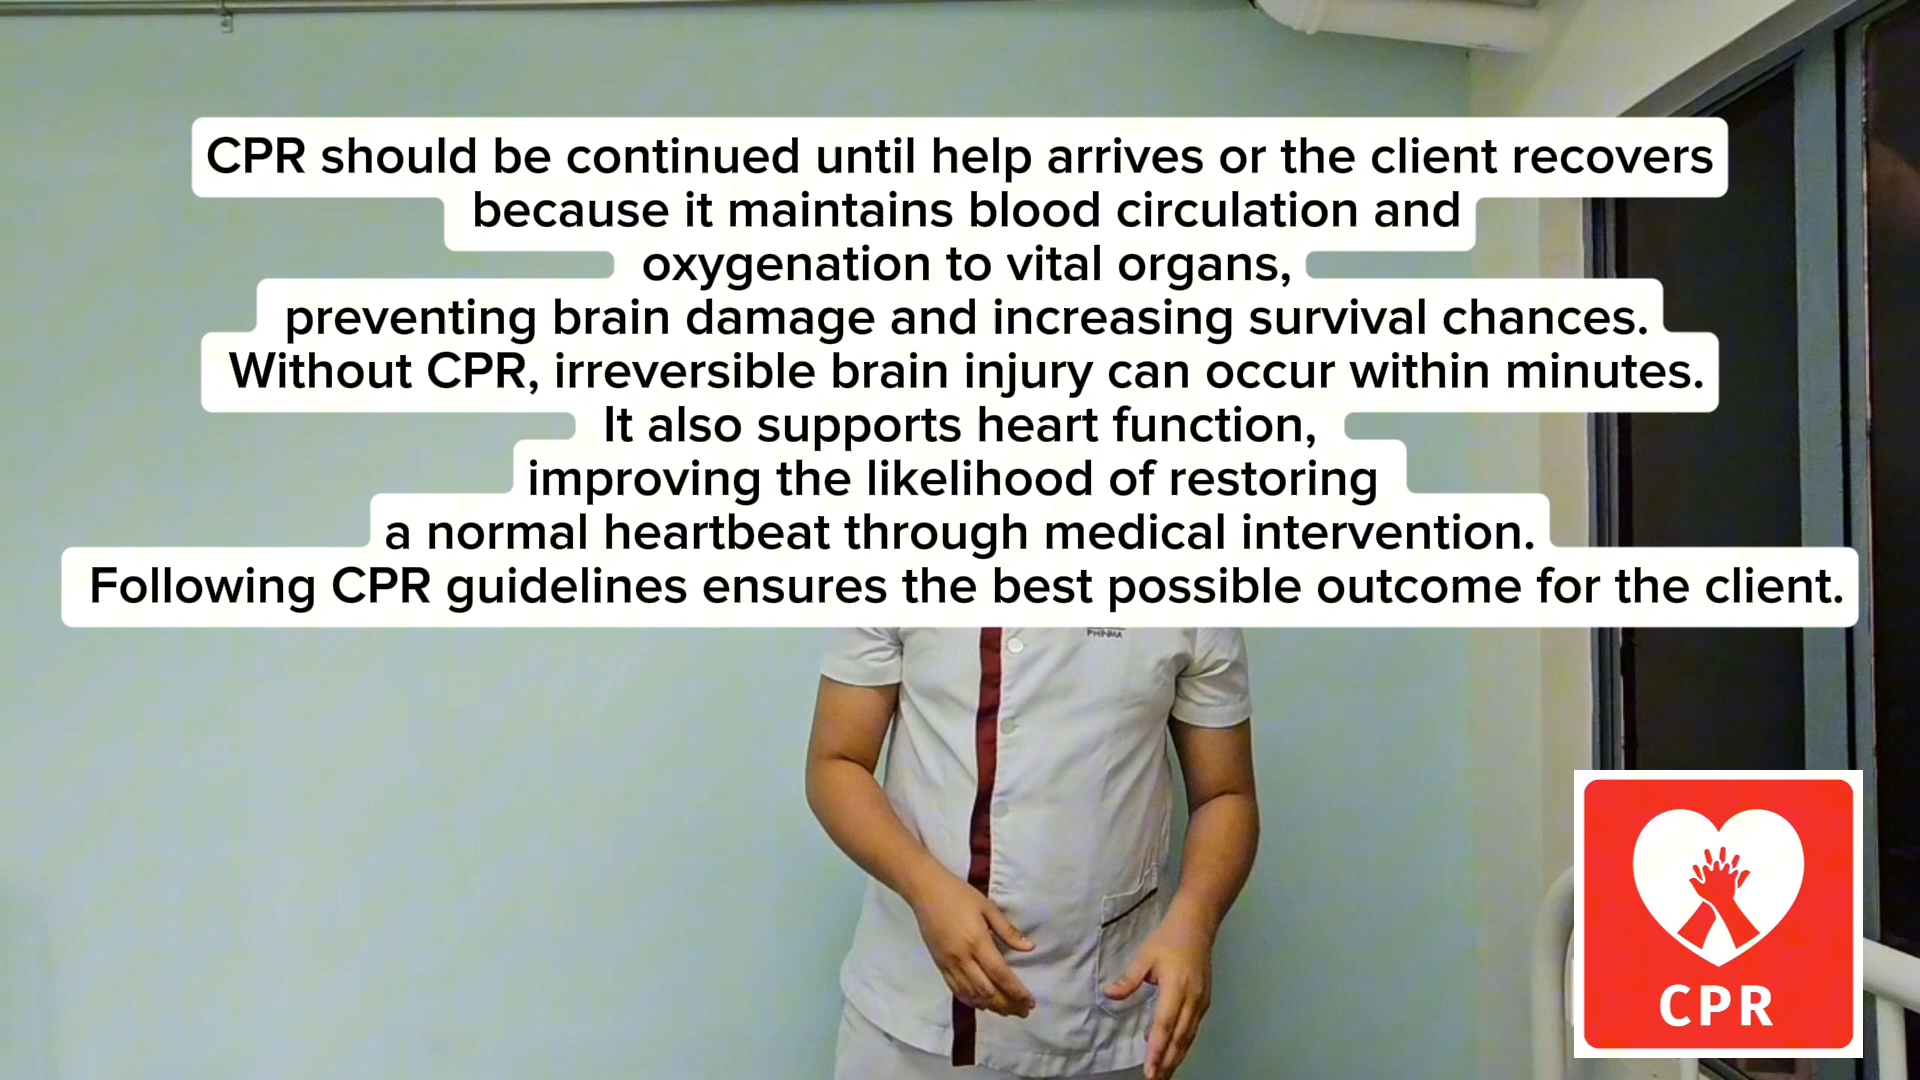 CPR should be continued until help arrives or the client recovers
because it maintains blood circulation and
oxygenation to vital organs,
preventing brain damage and increasing survival chances.
Without CPR, irreversible brain injury can occur within minutes.
It also supports heart function,
improving the likelihood of restoring
a normal heartbeat through medical intervention.
Following CPR guidelines ensures the best possible outcome for the client.
PHINMA
CPR